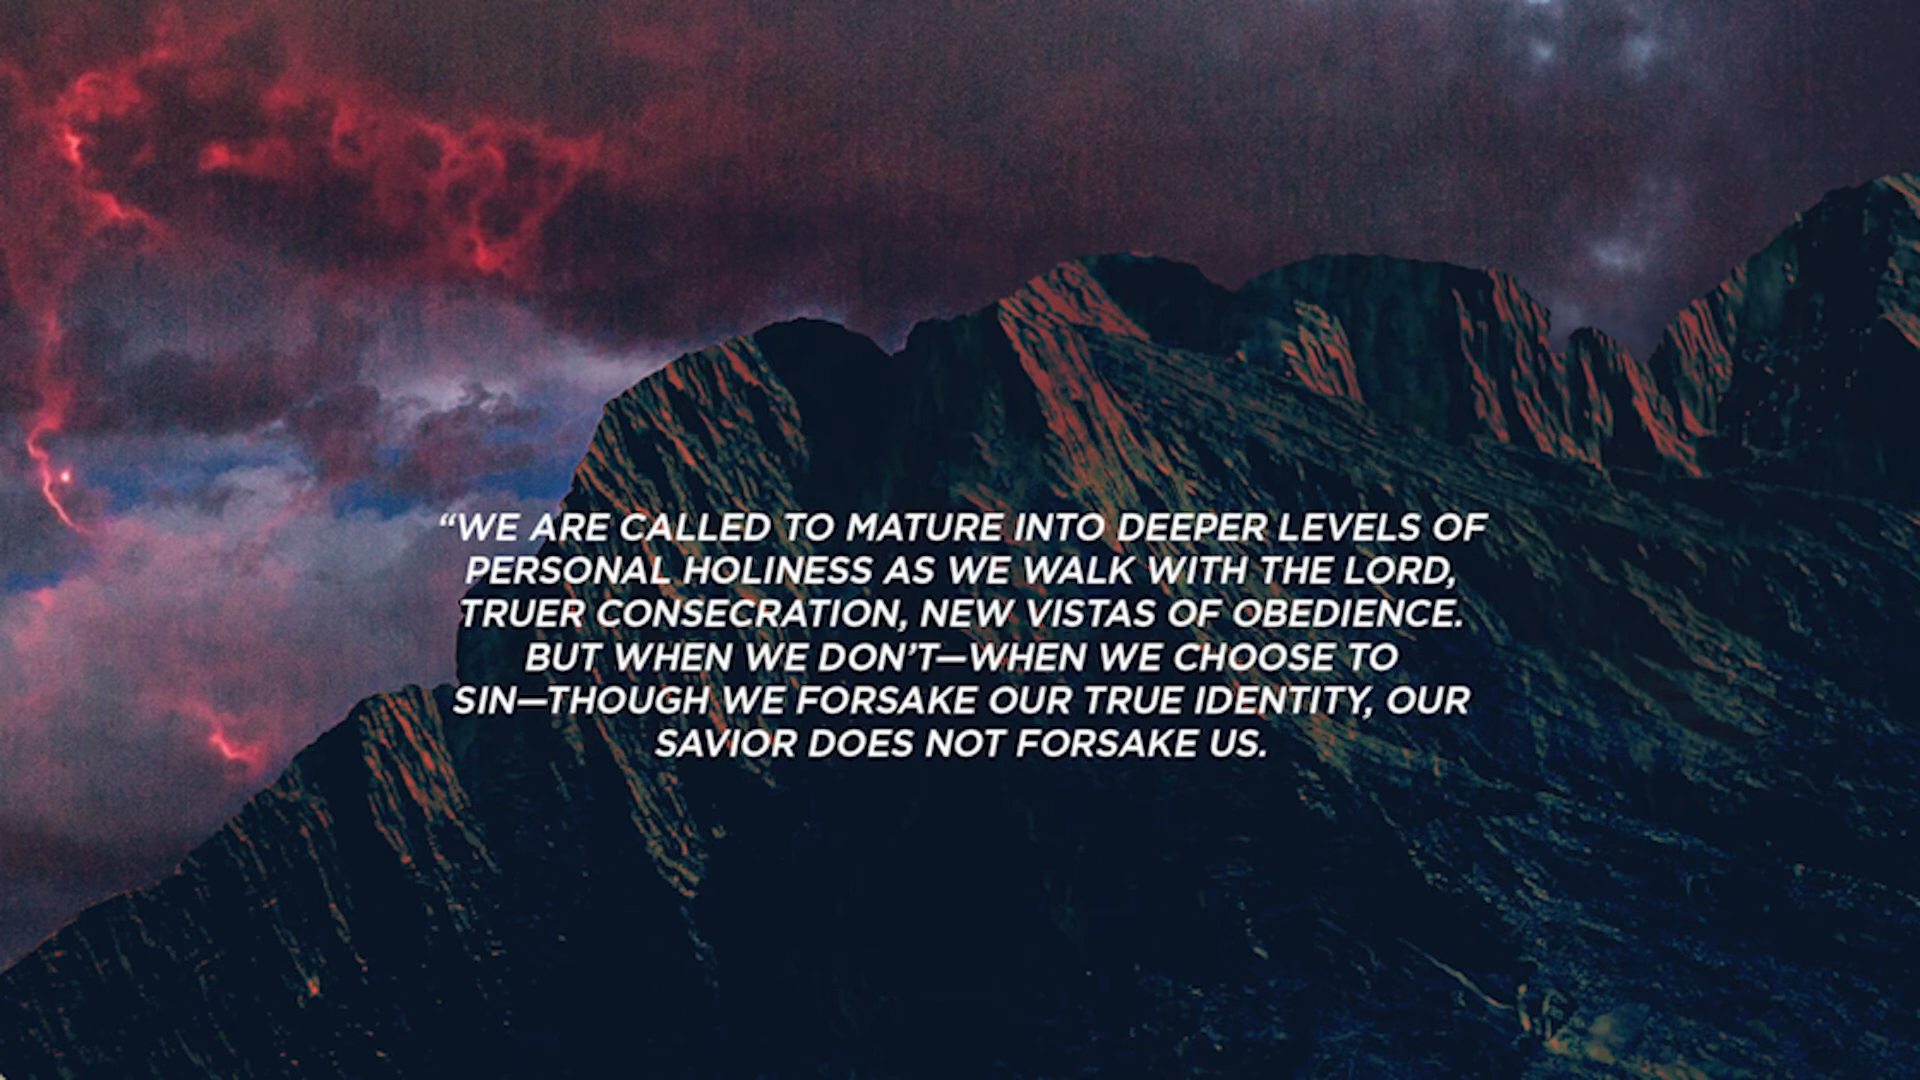 “WE ARE CALLED TO MATURE INTO DEEPER LEVELS OF
PERSONAL HOLINESS AS WE WALK WITH THE LORD,
TRUER CONSECRATION, NEW VISTAS OF OBEDIENCE.
BUT WHEN WE DON’T—WHEN WE CHOOSE TO
SIN—THOUGH WE FORSAKE OUR TRUE IDENTITY, OUR
SAVIOR DOES NOT FORSAKE US.